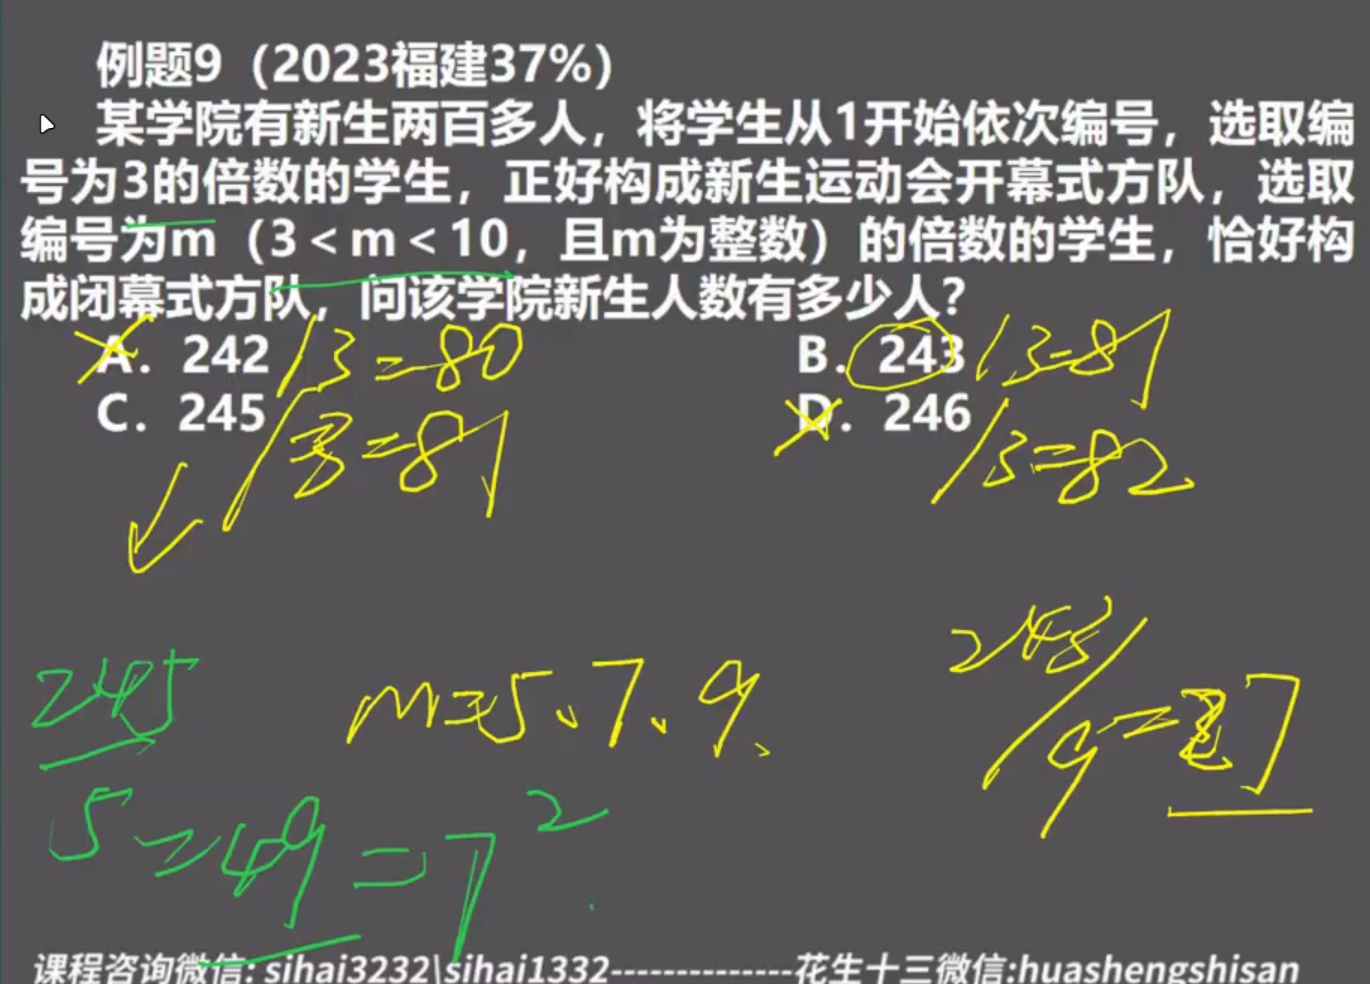 例题9（2023福建37%）
某学院有新生两百多人，将学生从1开始依次编号，选取编
号为3的倍数的学生，正好构成新生运动会开幕式方队，选取
编号为m（3＜m＜10，且m为整数）的倍数的学生，恰好构
成闭幕式方队，问该学院新生人数有多少人？
A. 242 /3=80
B. 243 /3=81
C. 245 /3=81
D. 246 /3=82
245
m=5、7、9、
243/9=27
5=49=7²
课程咨询微信: sihai3232\sihai1332--------------花生十三微信:huashengshisan